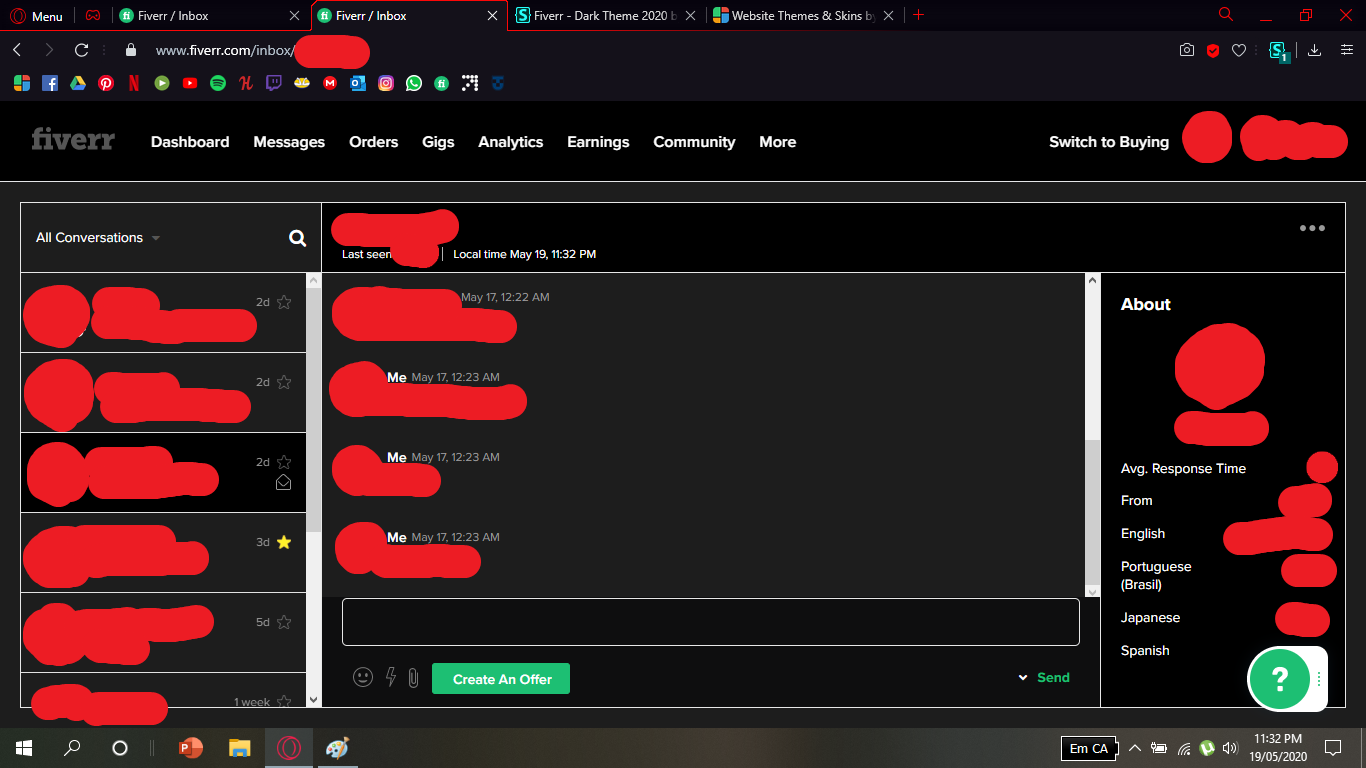 Menu
Fiverr / Inbox
Fiverr / Inbox
Fiverr - Dark Theme 2020 b
Website Themes & Skins by
www.fiverr.com/inbox/
1
fiverr
Dashboard
Messages
Orders
Gigs
Analytics
Earnings
Community
More
Switch to Buying
All Conversations
Last seen
Local time May 19, 11:32 PM
2d
2d
2d
3d
5d
1 week
May 17, 12:22 AM
Me May 17, 12:23 AM
Me May 17, 12:23 AM
Me May 17, 12:23 AM
Create An Offer
Send
About
Avg. Response Time
From
English
Portuguese
(Brasil)
Japanese
Spanish
?
Em CA
11:32 PM
19/05/2020